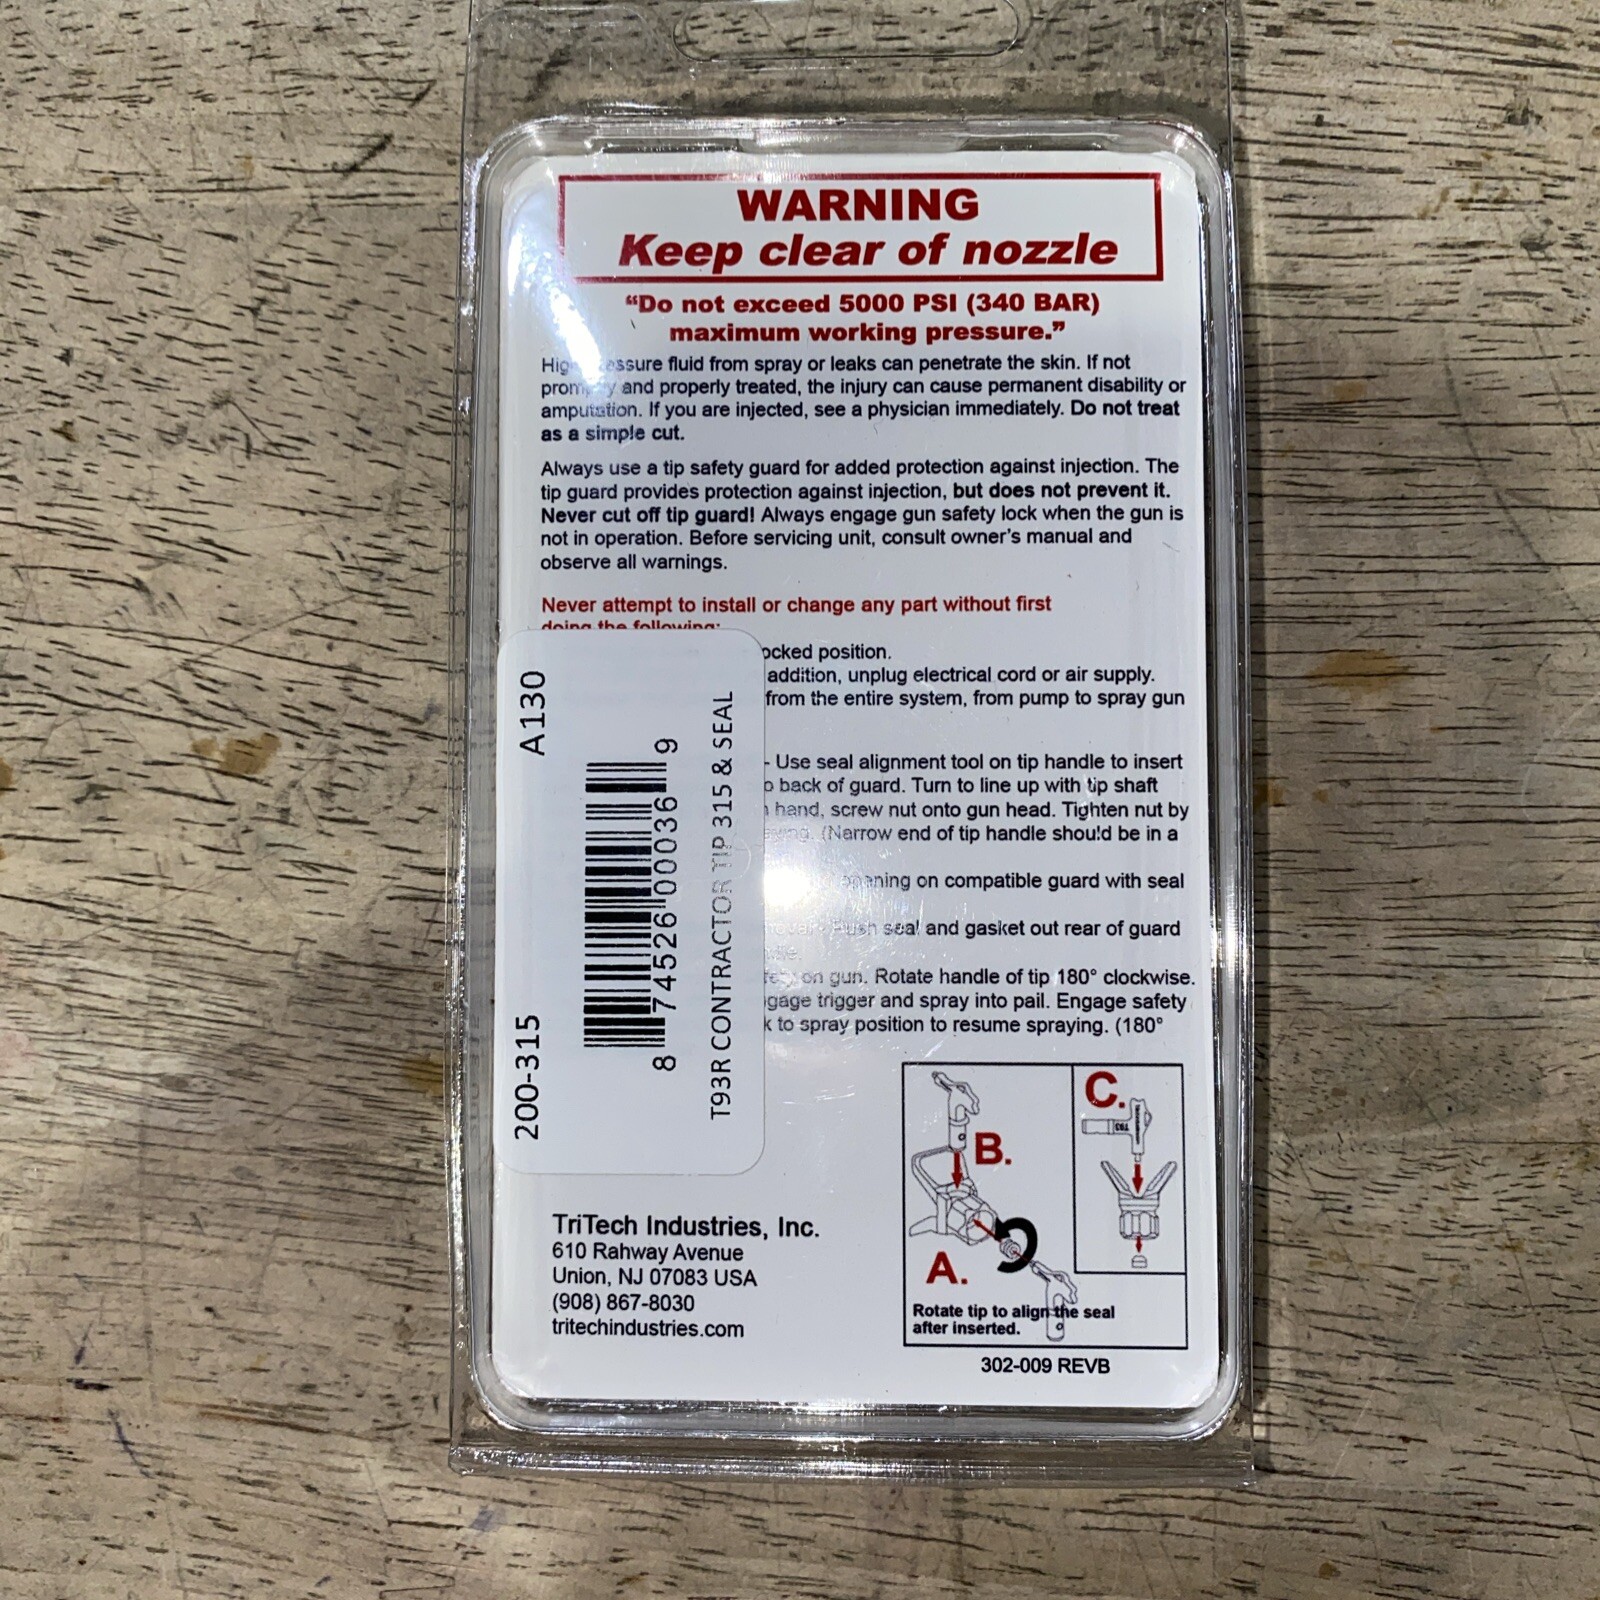 WARNING
Keep clear of nozzle
“Do not exceed 5000 PSI (340 BAR)
maximum working pressure.”
fluid from spray or leaks can penetrate the skin. If not
and properly treated, the injury can cause permanent disability or
amputation. If you are injected, see a physician immediately. Do not treat
as a simple cut.
Always use a tip safety guard for added protection against injection. The
tip guard provides protection against injection, but does not prevent it.
Never cut off tip guard! Always engage gun safety lock when the gun is
not in operation. Before servicing unit, consult owner's manual and
observe all warnings.
Never attempt to install or change any part without first
doing the following:
position.
addition, unplug electrical cord or air supply.
from the entire system, from pump to spray gun
- Use seal alignment tool on tip handle to insert
back of guard. Turn to line up with tip shaft
hand, screw nut onto gun head. Tighten nut by
(Narrow end of tip handle should be in a
on compatible guard with seal
Push seal and gasket out rear of guard
on gun. Rotate handle of tip 180° clockwise.
trigger and spray into pail. Engage safety
to spray position to resume spraying. (180°
200-315 A130
8 74526 00036 9
T93R CONTRACTOR TIP 315 & SEAL
TriTech Industries, Inc.
610 Rahway Avenue
Union, NJ 07083 USA
(908) 867-8030
tritechindustries.com
B.
C.
T93
A.
Rotate tip to align the seal
after inserted.
302-009 REVB